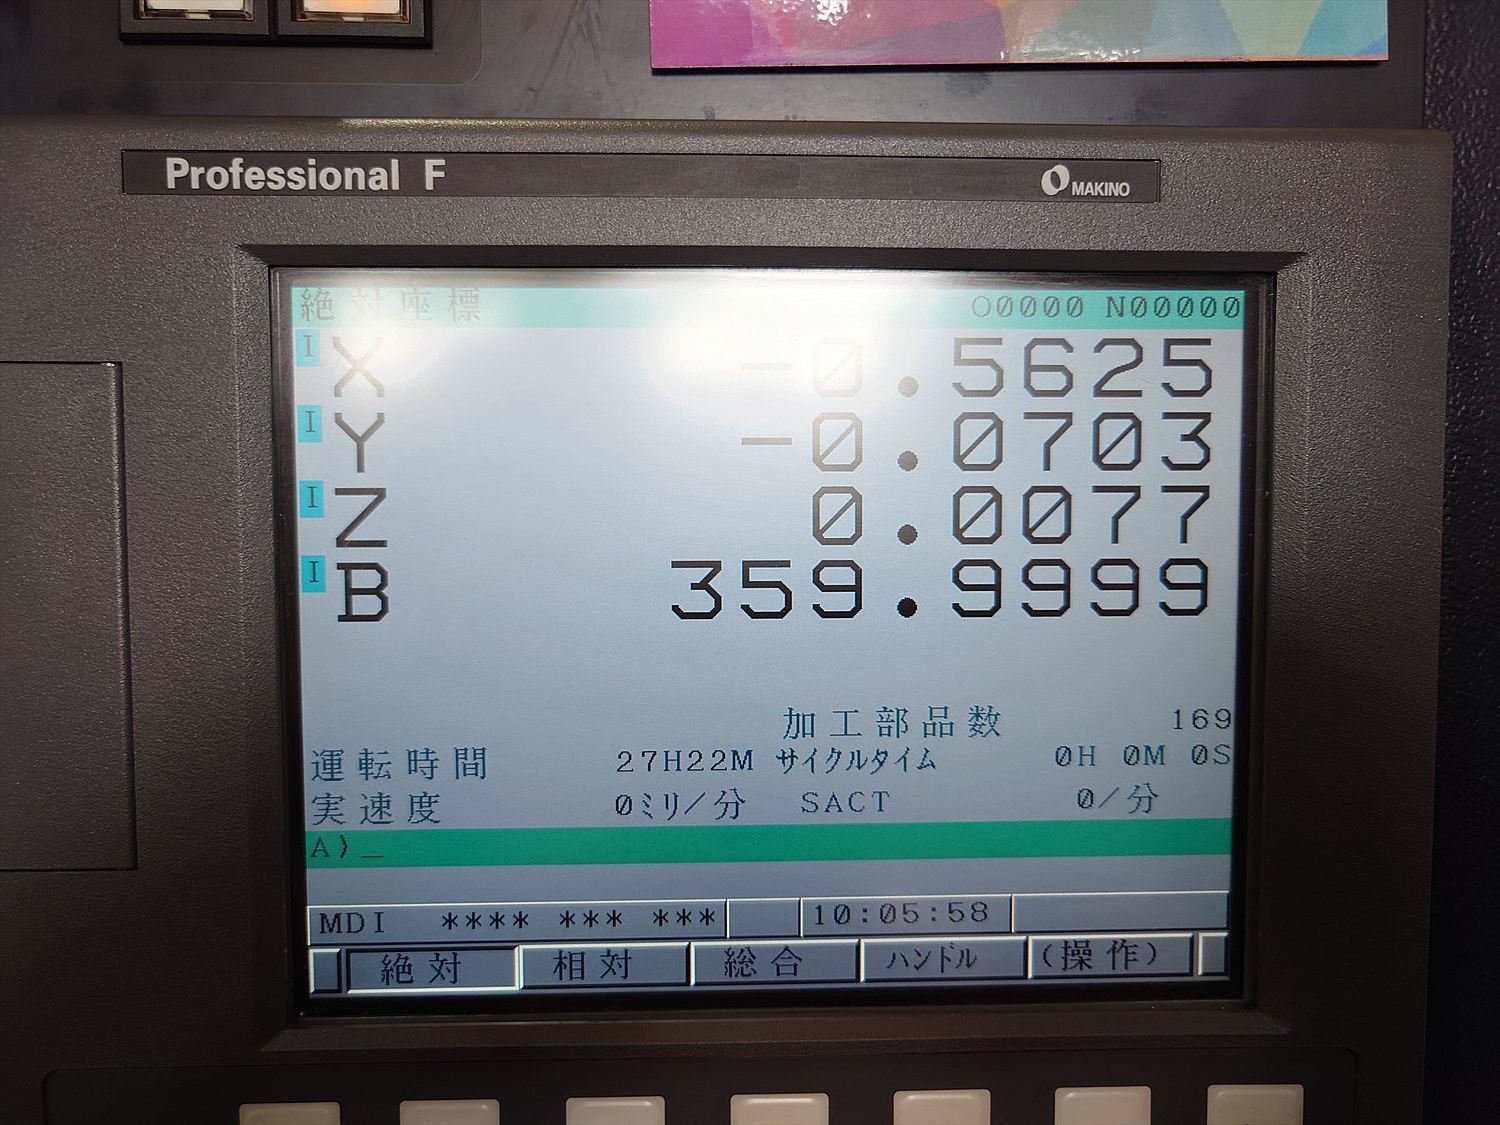 Professional F
MAKINO
絶対座標 O0000 N00000
I X -0.5625
I Y -0.0703
I Z 0.0077
I B 359.9999
加工部品数 169
運転時間 27H22M サイクルタイム 0H 0M 0S
実速度 0ミリ/分 SACT 0/分
A)_
MDI **** *** *** 10:05:58
絶対 相対 総合 ハンドル (操作)